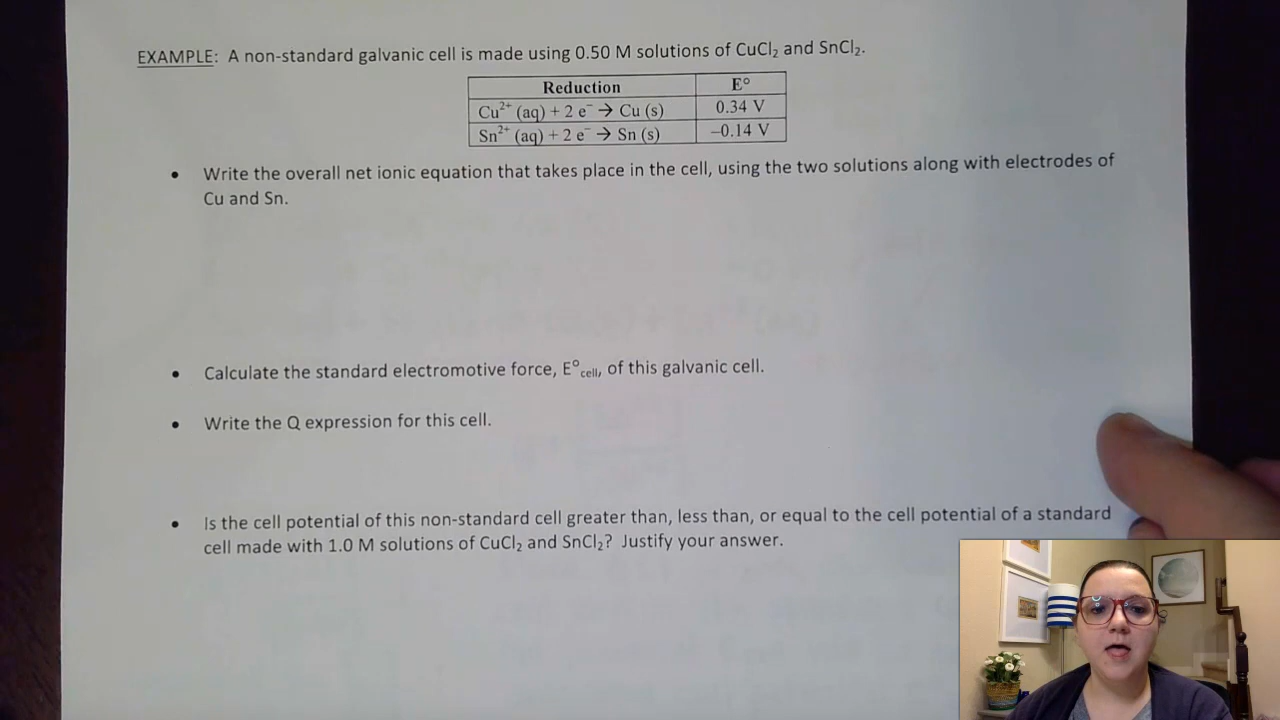 EXAMPLE: A non-standard galvanic cell is made using 0.50 M solutions of CuCl₂ and SnCl₂.
Reduction E°
Cu²⁺ (aq) + 2 e⁻ → Cu (s) 0.34 V
Sn²⁺ (aq) + 2 e⁻ → Sn (s) –0.14 V
• Write the overall net ionic equation that takes place in the cell, using the two solutions along with electrodes of
Cu and Sn.
• Calculate the standard electromotive force, E°cell, of this galvanic cell.
• Write the Q expression for this cell.
• Is the cell potential of this non-standard cell greater than, less than, or equal to the cell potential of a standard
cell made with 1.0 M solutions of CuCl₂ and SnCl₂? Justify your answer.